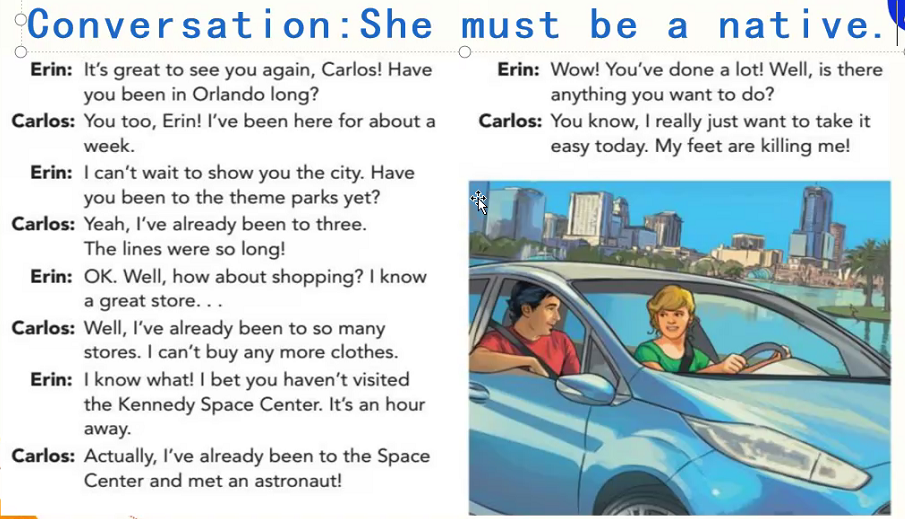 Conversation:She must be a native.
Erin: It's great to see you again, Carlos! Have
you been in Orlando long?
Carlos: You too, Erin! I've been here for about a
week.
Erin: I can't wait to show you the city. Have
you been to the theme parks yet?
Carlos: Yeah, I've already been to three.
The lines were so long!
Erin: OK. Well, how about shopping? I know
a great store. . .
Carlos: Well, I've already been to so many
stores. I can't buy any more clothes.
Erin: I know what! I bet you haven't visited
the Kennedy Space Center. It's an hour
away.
Carlos: Actually, I've already been to the Space
Center and met an astronaut!
Erin: Wow! You've done a lot! Well, is there
anything you want to do?
Carlos: You know, I really just want to take it
easy today. My feet are killing me!